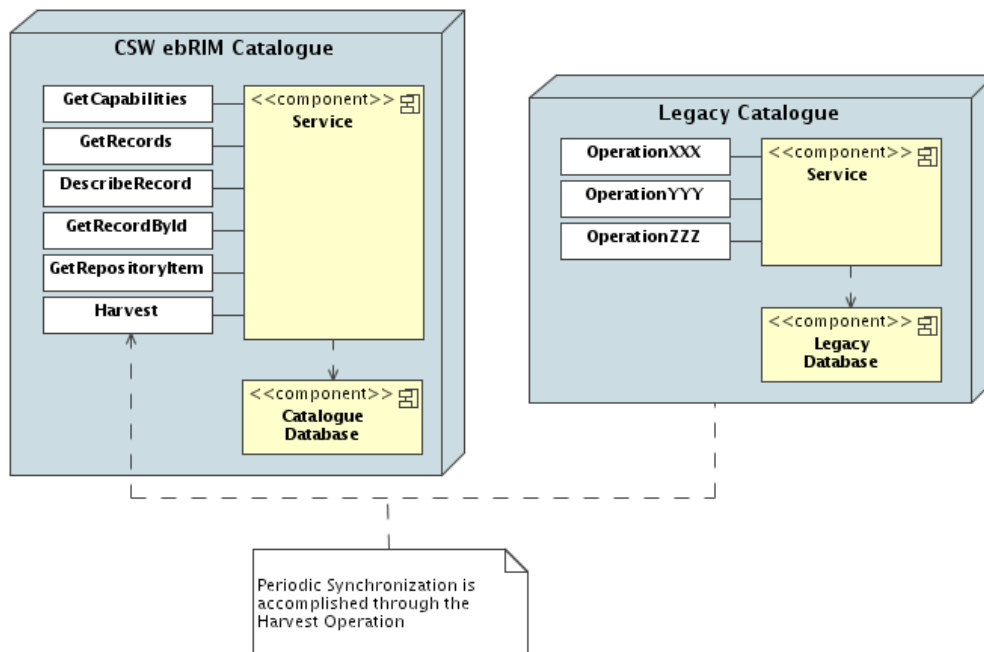 CSW ebRIM Catalogue
GetCapabilities
GetRecords
DescribeRecord
GetRecordById
GetRepositoryItem
Harvest
<<component>>
Service
<<component>>
Catalogue
Database
Legacy Catalogue
OperationXXX
OperationYYY
OperationZZZ
<<component>>
Service
<<component>>
Legacy
Database
Periodic Synchronization is
accomplished through the
Harvest Operation